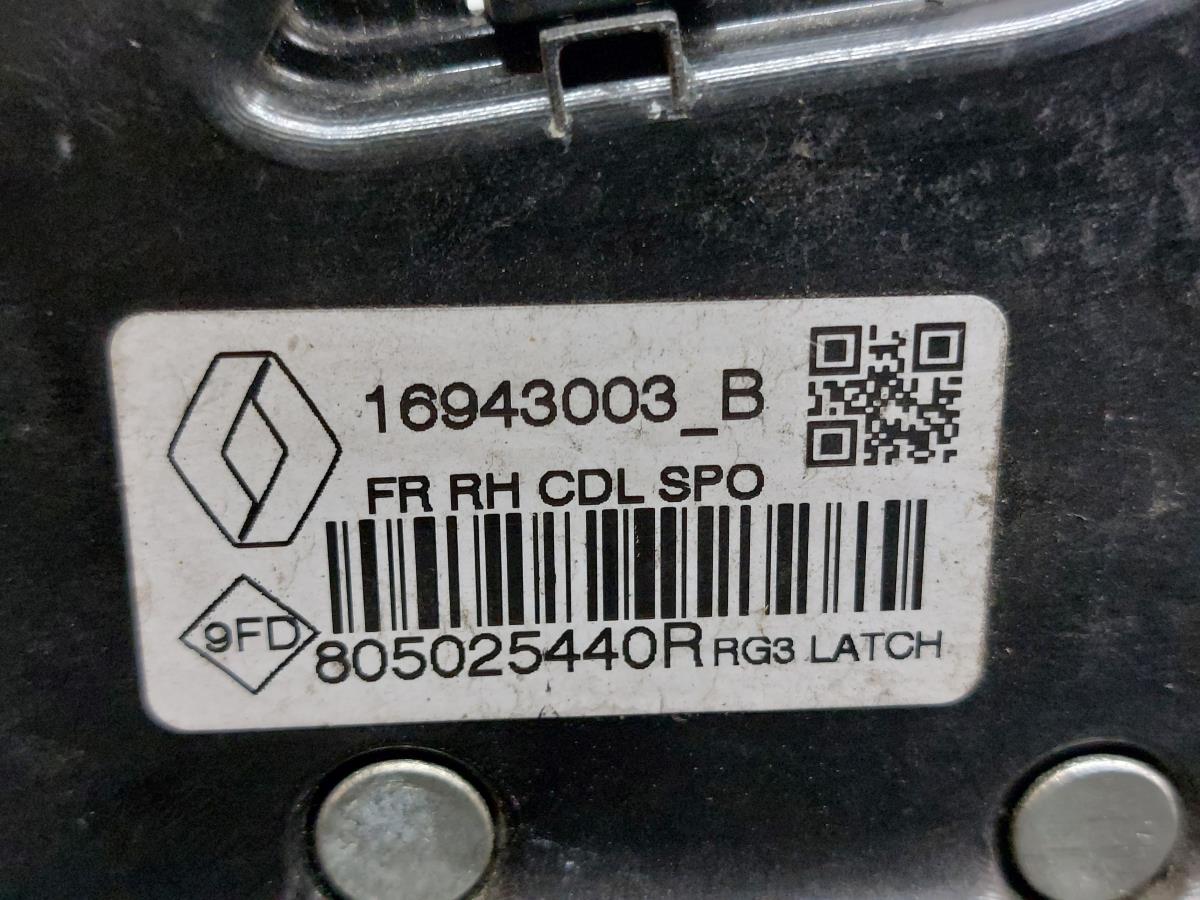 16943003_B
FR RH CDL SPO
9FD
805025440R RG3 LATCH